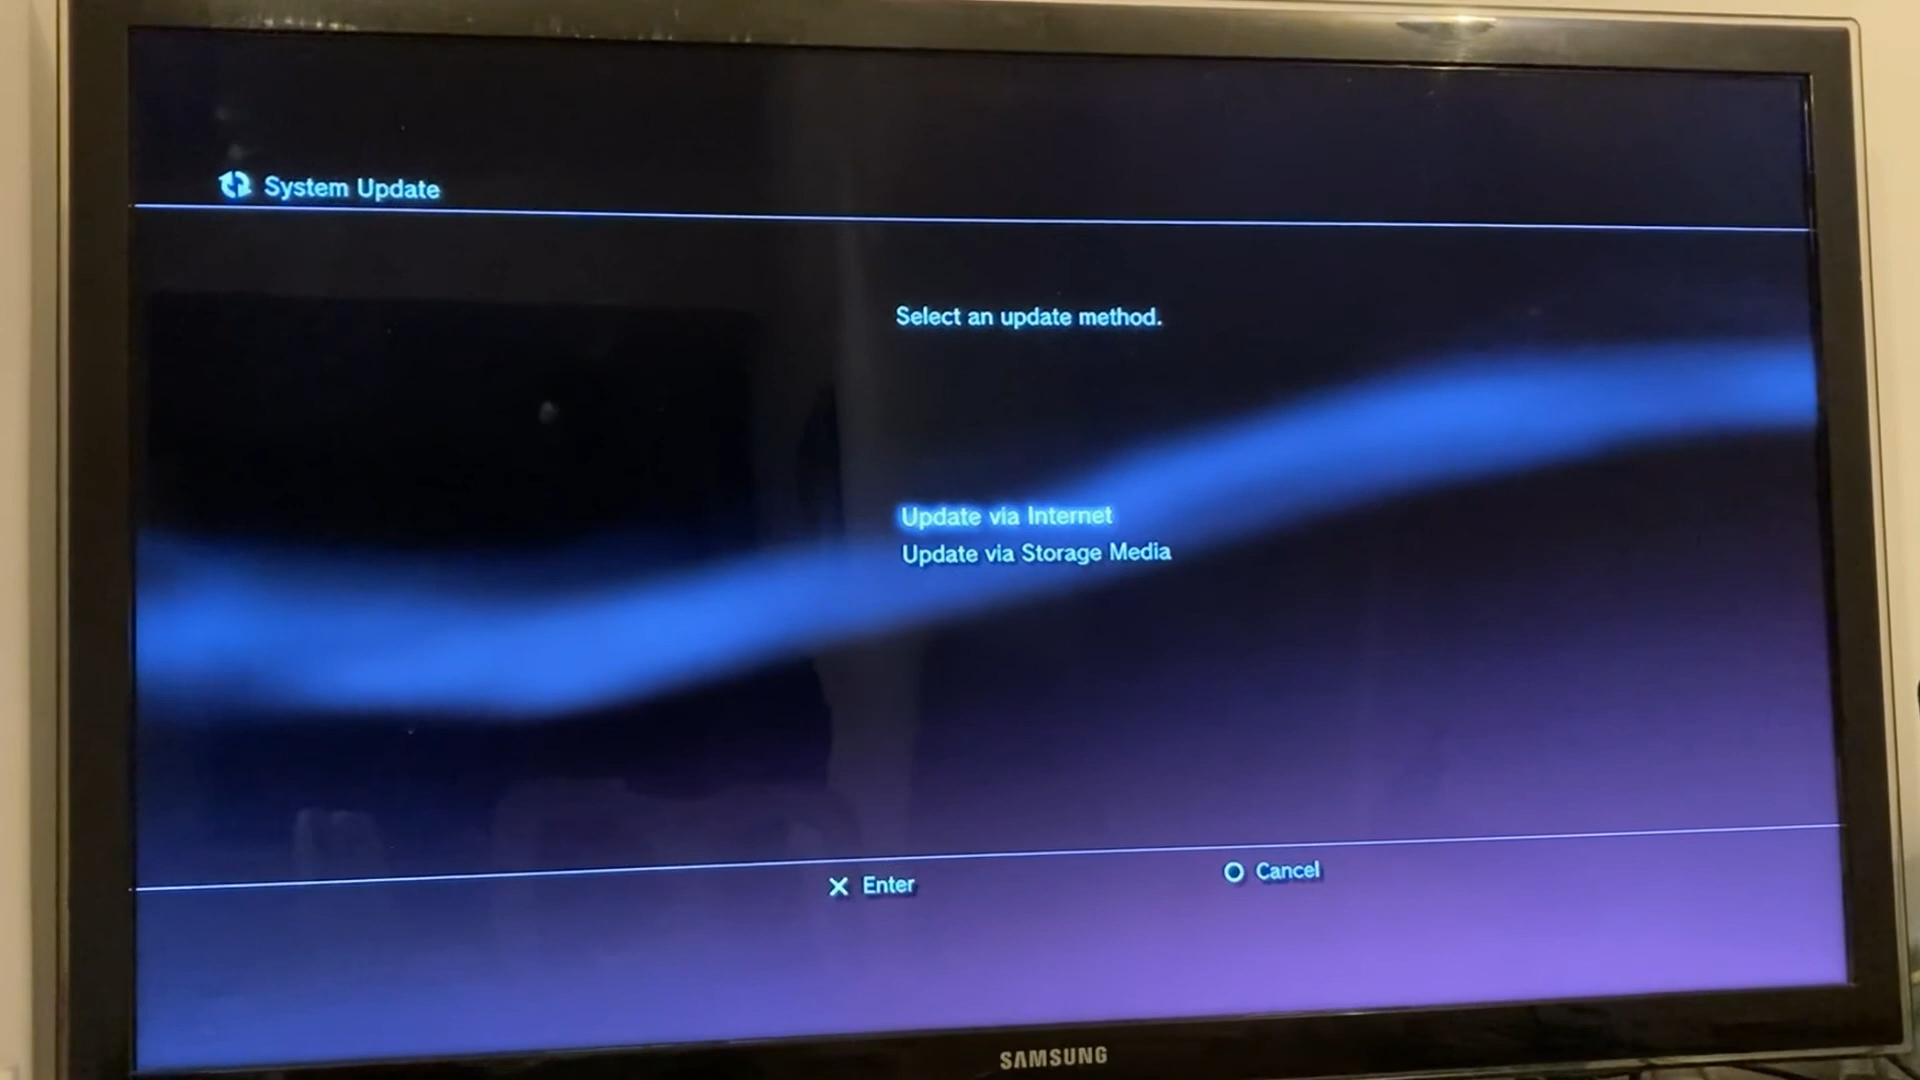 System Update
Select an update method.
Update via Internet
Update via Storage Media
Enter
Cancel
SAMSUNG